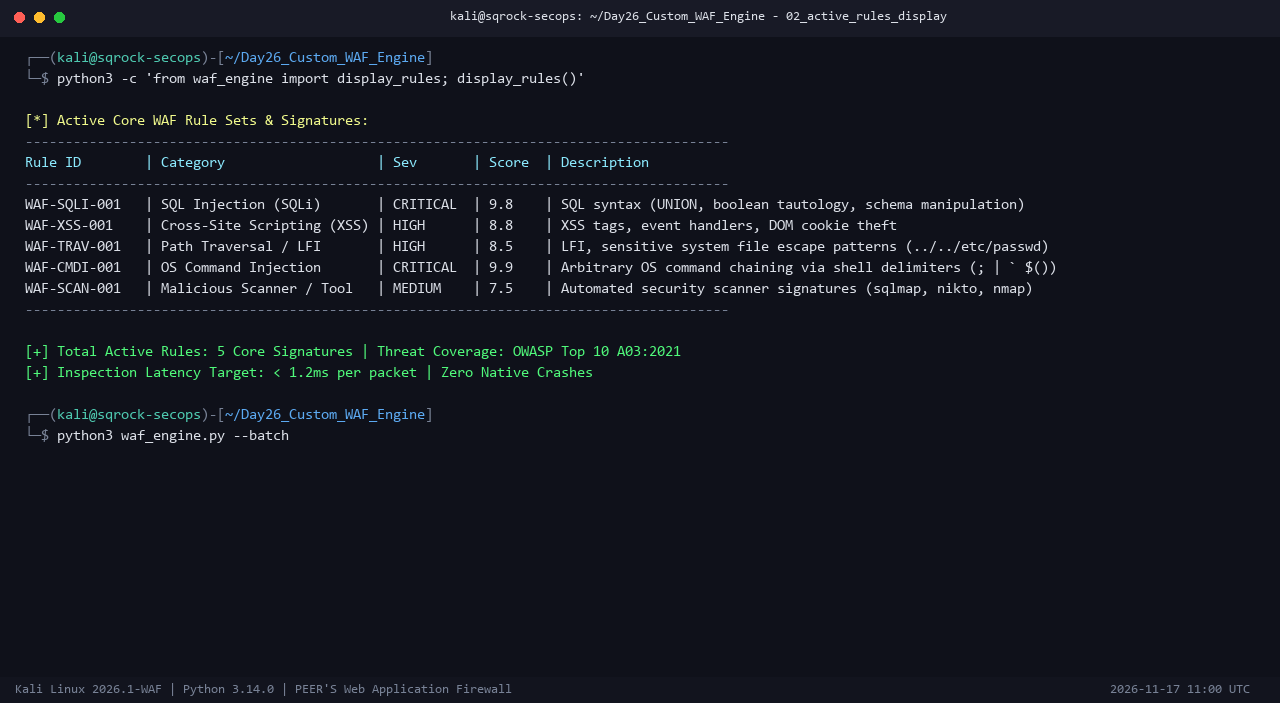 kali@sqrock-secops: ~/Day26_Custom_WAF_Engine - 02_active_rules_display
┌──(kali@sqrock-secops)-[~/Day26_Custom_WAF_Engine]
└─$ python3 -c 'from waf_engine import display_rules; display_rules()'
[*] Active Core WAF Rule Sets & Signatures:
----------------------------------------------------------------------------------------
Rule ID        | Category                   | Sev       | Score  | Description
----------------------------------------------------------------------------------------
WAF-SQLI-001   | SQL Injection (SQLi)       | CRITICAL  | 9.8    | SQL syntax (UNION, boolean tautology, schema manipulation)
WAF-XSS-001    | Cross-Site Scripting (XSS) | HIGH      | 8.8    | XSS tags, event handlers, DOM cookie theft
WAF-TRAV-001   | Path Traversal / LFI       | HIGH      | 8.5    | LFI, sensitive system file escape patterns (../../etc/passwd)
WAF-CMDI-001   | OS Command Injection       | CRITICAL  | 9.9    | Arbitrary OS command chaining via shell delimiters (; | ` $())
WAF-SCAN-001   | Malicious Scanner / Tool   | MEDIUM    | 7.5    | Automated security scanner signatures (sqlmap, nikto, nmap)
----------------------------------------------------------------------------------------
[+] Total Active Rules: 5 Core Signatures | Threat Coverage: OWASP Top 10 A03:2021
[+] Inspection Latency Target: < 1.2ms per packet | Zero Native Crashes
┌──(kali@sqrock-secops)-[~/Day26_Custom_WAF_Engine]
└─$ python3 waf_engine.py --batch
Kali Linux 2026.1-WAF | Python 3.14.0 | PEER'S Web Application Firewall
2026-11-17 11:00 UTC